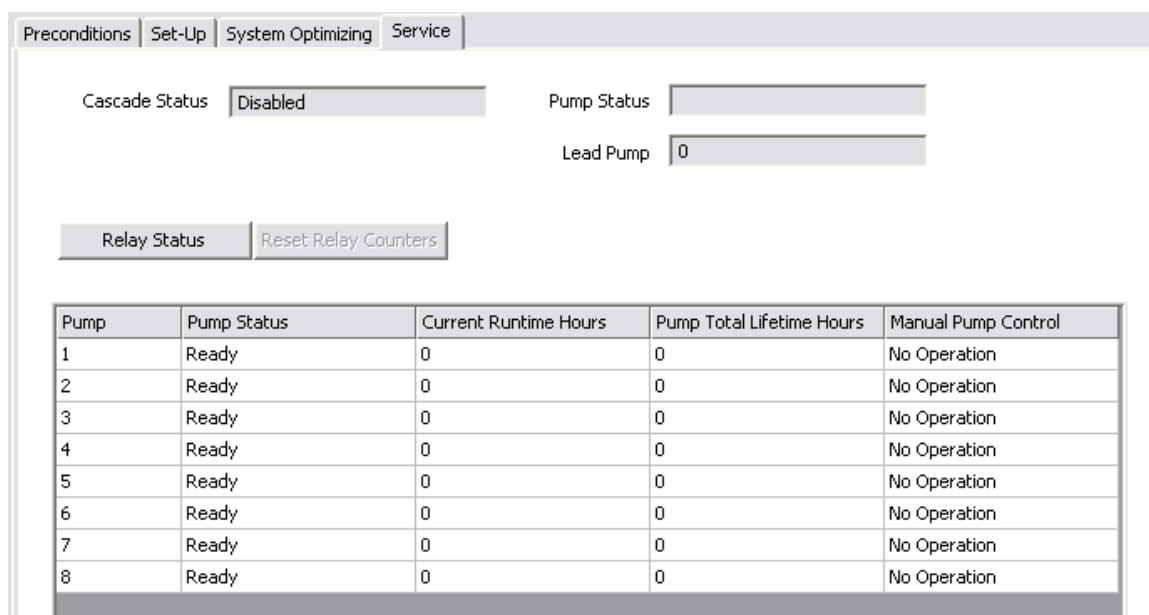 Preconditions Set-Up System Optimizing Service
Cascade Status Disabled Pump Status
Lead Pump 0
Relay Status Reset Relay Counters
Pump Pump Status Current Runtime Hours Pump Total Lifetime Hours Manual Pump Control
1 Ready 0 0 No Operation
2 Ready 0 0 No Operation
3 Ready 0 0 No Operation
4 Ready 0 0 No Operation
5 Ready 0 0 No Operation
6 Ready 0 0 No Operation
7 Ready 0 0 No Operation
8 Ready 0 0 No Operation